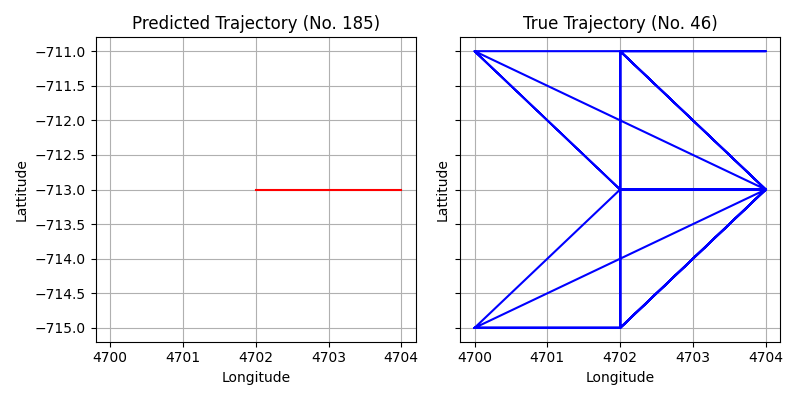 Predicted Trajectory (No. 185)
True Trajectory (No. 46)
Lattitude
−711.0
−711.5
−712.0
−712.5
−713.0
−713.5
−714.0
−714.5
−715.0
4700 4701 4702 4703 4704
Longitude
Lattitude
4700 4701 4702 4703 4704
Longitude